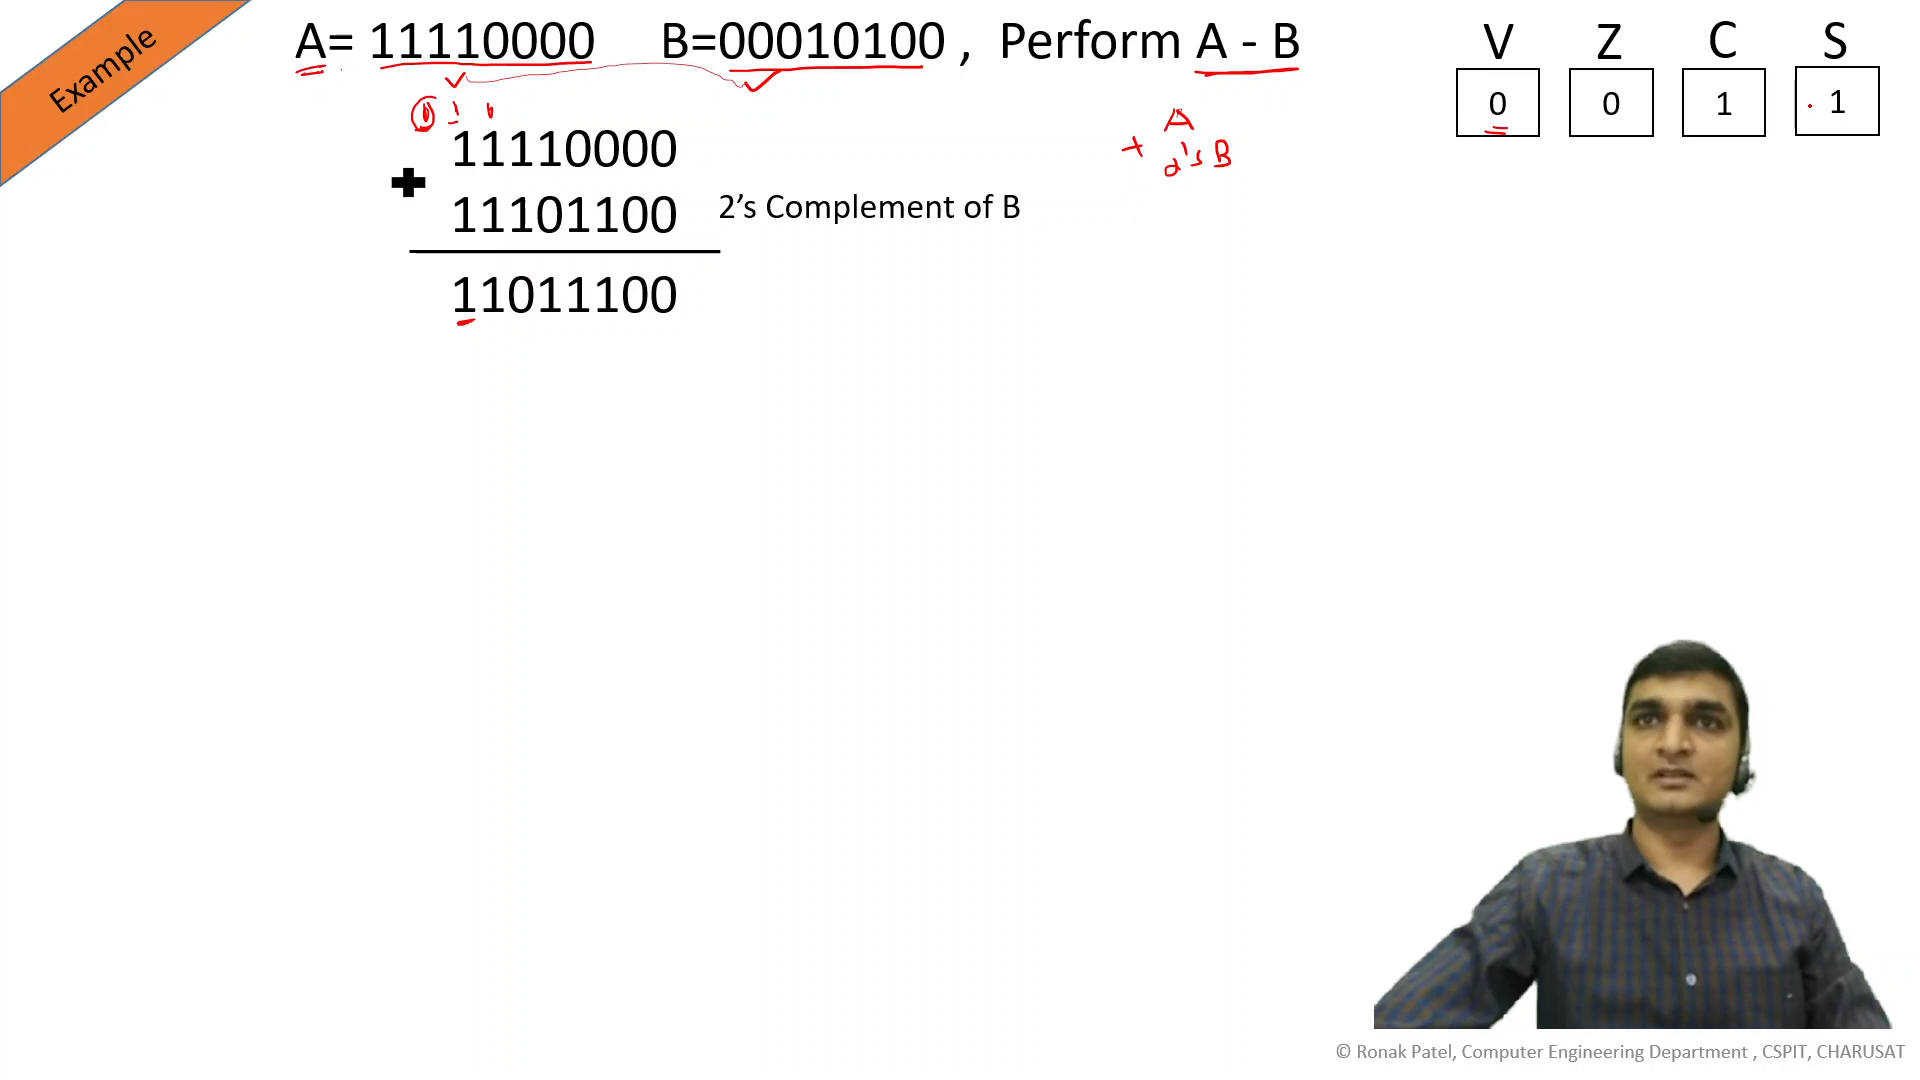 Example
A= 11110000 B=00010100 , Perform A - B
V Z C S
0 0 1 1
A
+ 2's B
11110000
+
11101100 2’s Complement of B
11011100
© Ronak Patel, Computer Engineering Department , CSPIT, CHARUSAT